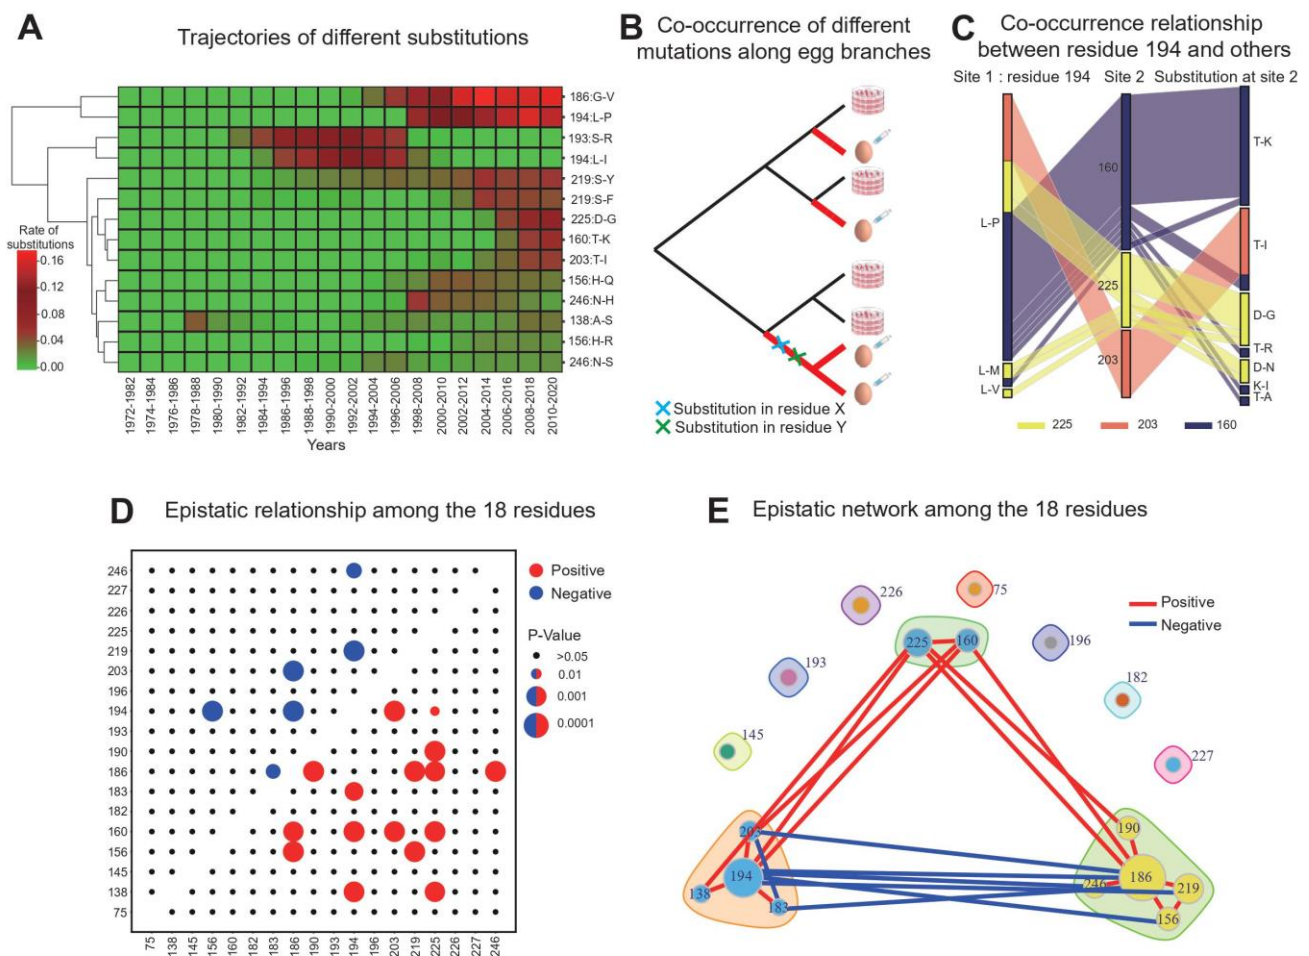 A
Trajectories of different substitutions
186:G-V
194:L-P
193:S-R
194:L-I
219:S-Y
219:S-F
225:D-G
160:T-K
203:T-I
156:H-Q
246:N-H
138:A-S
156:H-R
246:N-S
Rate of
substitutions
0.16
0.12
0.08
0.04
0.00
1972-1982
1974-1984
1976-1986
1978-1988
1980-1990
1982-1992
1984-1994
1986-1996
1988-1998
1990-2000
1992-2002
1994-2004
1996-2006
1998-2008
2000-2010
2002-2012
2004-2014
2006-2016
2008-2018
2010-2020
Years
B
Co-occurrence of different
mutations along egg branches
Substitution in residue X
Substitution in residue Y
C
Co-occurrence relationship
between residue 194 and others
Site 1 : residue 194 Site 2 Substitution at site 2
L-P
L-M
L-V
160
225
203
T-K
T-I
D-G
T-R
D-N
K-I
T-A
225 203 160
D
Epistatic relationship among the 18 residues
246
227
226
225
219
203
196
194
193
190
186
183
182
160
156
145
138
75
75 138 145 156 160 182 183 186 190 193 194 196 203 219 225 226 227 246
Positive
Negative
P-Value
>0.05
0.01
0.001
0.0001
E
Epistatic network among the 18 residues
226
75
Positive
Negative
225
160
196
193
182
145
227
203
190
194
186
138
183
246
219
156